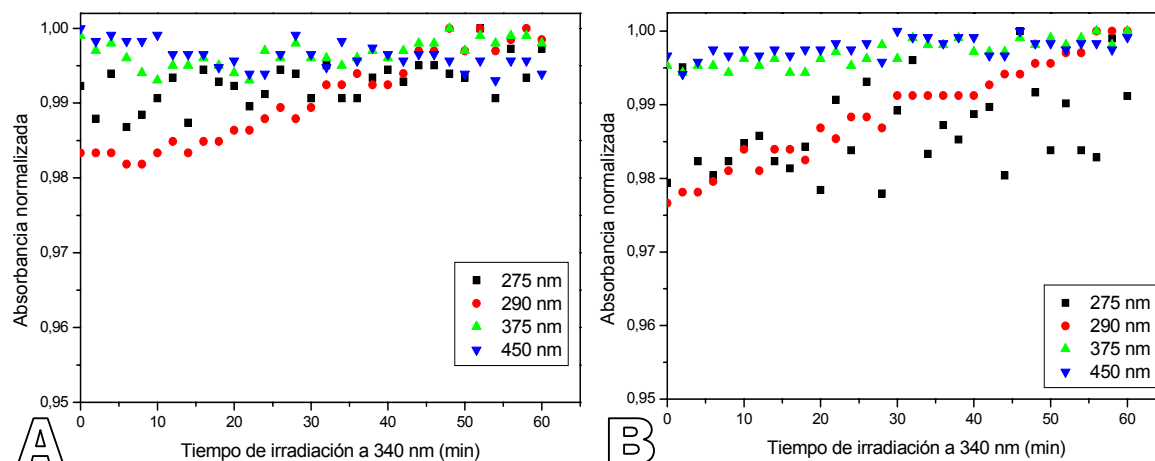 1,00
0,99
0,98
0,97
0,96
0,95
Absorbancia normalizada
275 nm
290 nm
375 nm
450 nm
0 10 20 30 40 50 60
Tiempo de irradiación a 340 nm (min)
A
1,00
0,99
0,98
0,97
0,96
0,95
Absorbancia normalizada
275 nm
290 nm
375 nm
450 nm
0 10 20 30 40 50 60
Tiempo de irradiación a 340 nm (min)
B